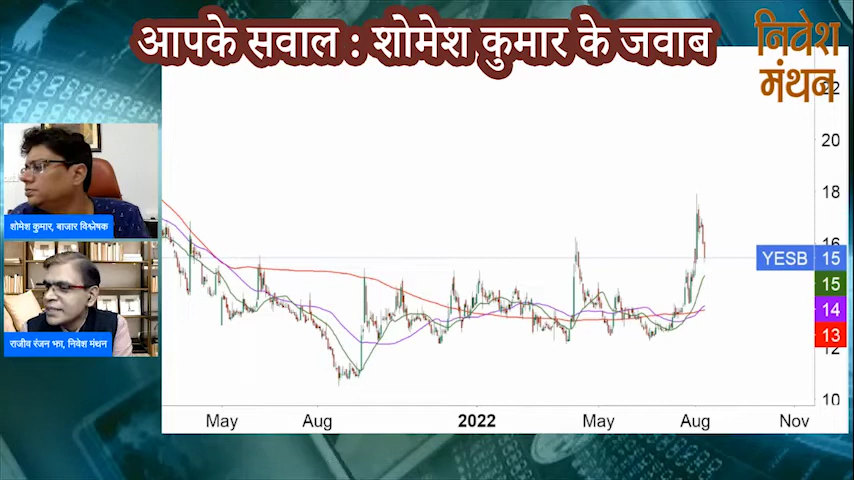 आपके सवाल : शोमेश कुमार के जवाब
निवेश
मंथन
22
20
18
16
YESB 15
15
14
13
12
10
May Aug 2022 May Aug Nov
शोमेश कुमार, बाजार विश्लेषक
राजीव रंजन झा, निवेश मंथन